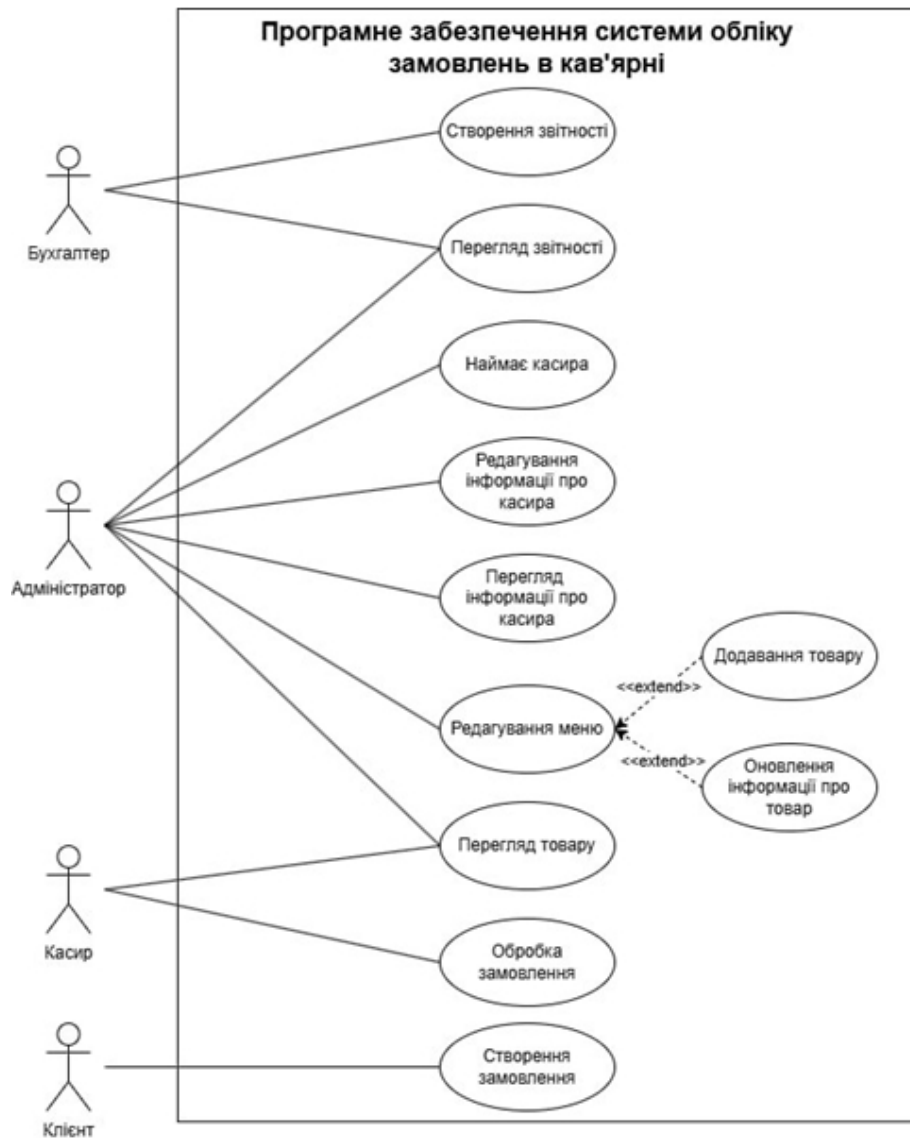 Програмне забезпечення системи обліку
замовлень в кав'ярні
Створення звітності
Бухгалтер
Перегляд звітності
Наймає касира
Редагування
інформації про
касира
Адміністратор
Перегляд
інформації про
касира
Додавання товару
<<extend>>
Редагування меню
<<extend>>
Оновлення
інформації про
товар
Перегляд товару
Касир
Обробка
замовлення
Створення
замовлення
Клієнт